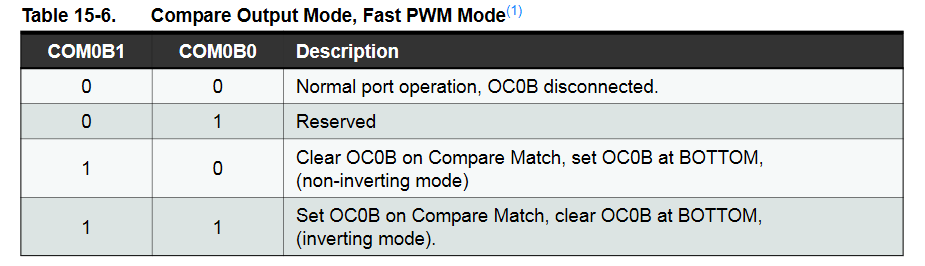 Table 15-6. Compare Output Mode, Fast PWM Mode(1)
COM0B1 COM0B0 Description
0 0 Normal port operation, OC0B disconnected.
0 1 Reserved
1 0 Clear OC0B on Compare Match, set OC0B at BOTTOM,
(non-inverting mode)
1 1 Set OC0B on Compare Match, clear OC0B at BOTTOM,
(inverting mode).